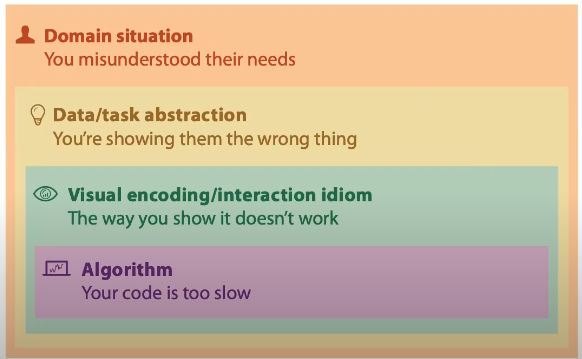 Domain situation
You misunderstood their needs
Data/task abstraction
You're showing them the wrong thing
Visual encoding/interaction idiom
The way you show it doesn't work
Algorithm
Your code is too slow